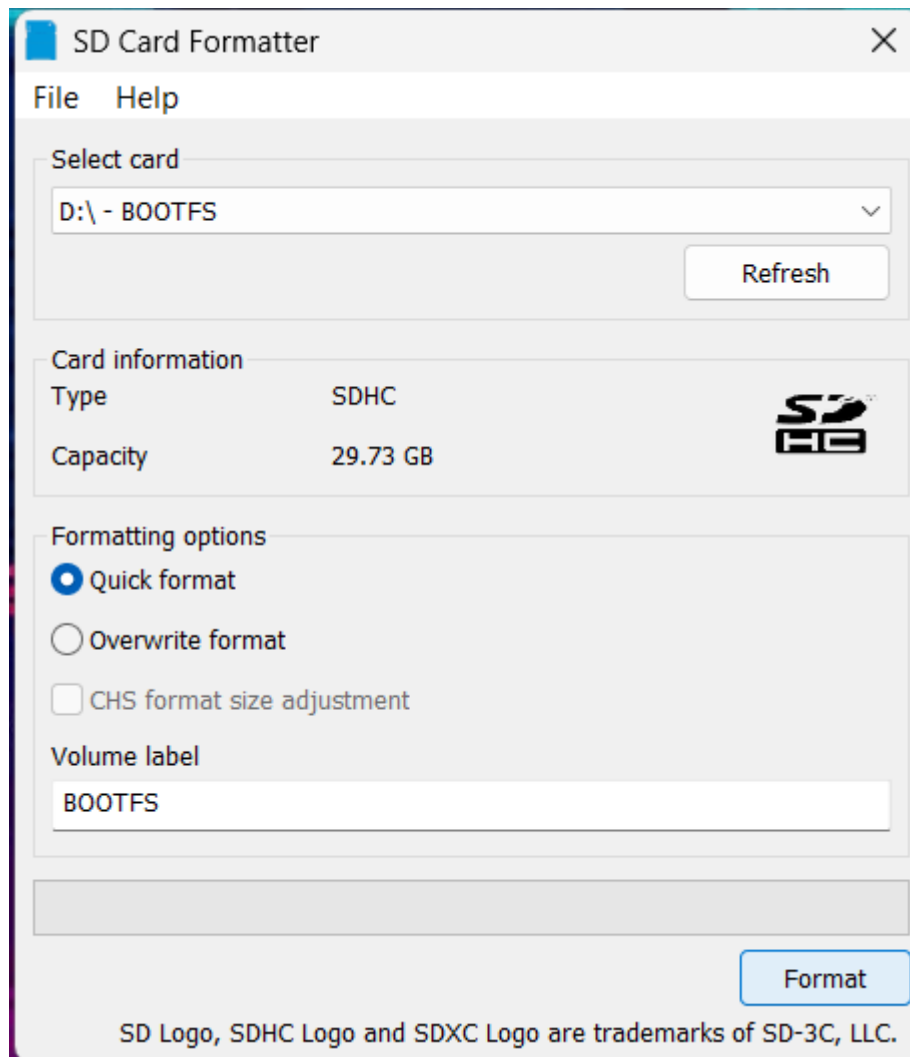 SD Card Formatter
File Help
Select card
D:\ - BOOTFS
Refresh
Card information
Type SDHC
Capacity 29.73 GB
SD
HC
Formatting options
Quick format
Overwrite format
CHS format size adjustment
Volume label
BOOTFS
Format
SD Logo, SDHC Logo and SDXC Logo are trademarks of SD-3C, LLC.